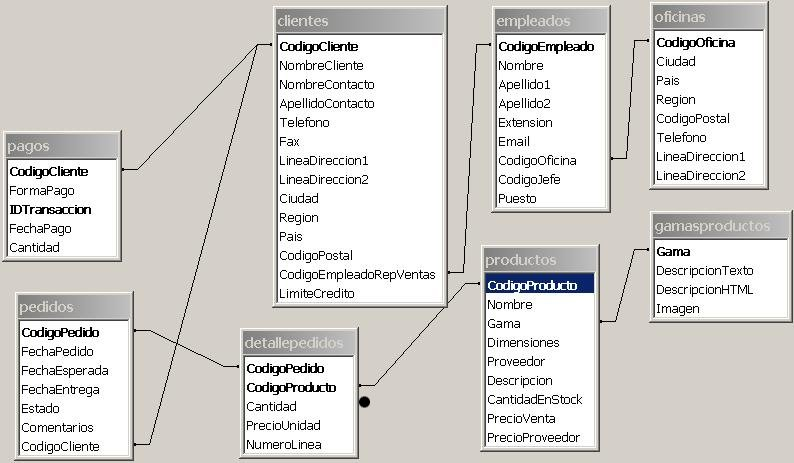 clientes
CodigoCliente
NombreCliente
NombreContacto
ApellidoContacto
Telefono
Fax
LineaDireccion1
LineaDireccion2
Ciudad
Region
Pais
CodigoPostal
CodigoEmpleadoRepVentas
LimiteCredito
empleados
CodigoEmpleado
Nombre
Apellido1
Apellido2
Extension
Email
CodigoOficina
CodigoJefe
Puesto
oficinas
CodigoOficina
Ciudad
Pais
Region
CodigoPostal
Telefono
LineaDireccion1
LineaDireccion2
pagos
CodigoCliente
FormaPago
IDTransaccion
FechaPago
Cantidad
gamasproductos
Gama
DescripcionTexto
DescripcionHTML
Imagen
productos
CodigoProducto
Nombre
Gama
Dimensiones
Proveedor
Descripcion
CantidadEnStock
PrecioVenta
PrecioProveedor
pedidos
CodigoPedido
FechaPedido
FechaEsperada
FechaEntrega
Estado
Comentarios
CodigoCliente
detallepedidos
CodigoPedido
CodigoProducto
Cantidad
PrecioUnidad
NumeroLinea